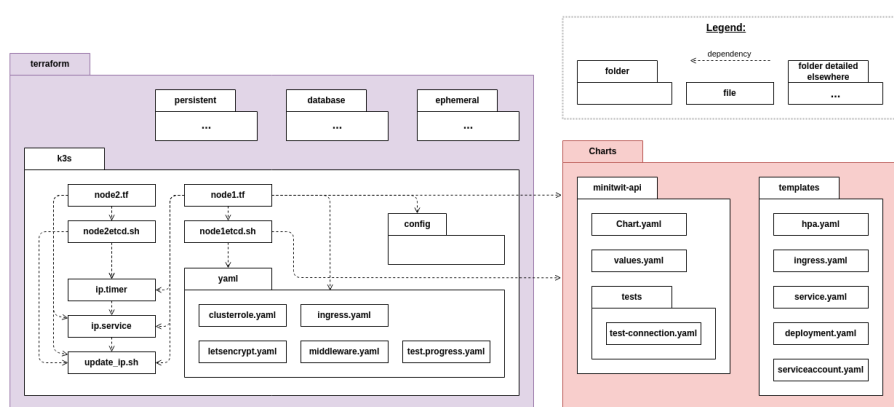 Legend:
dependency
folder
file
folder detailed
elsewhere
...
terraform
persistent
...
database
...
ephemeral
...
k3s
node2.tf
node1.tf
node2etcd.sh
node1etcd.sh
config
ip.timer
yaml
ip.service
clusterrole.yaml
ingress.yaml
update_ip.sh
letsencrypt.yaml
middleware.yaml
test.progress.yaml
Charts
minitwit-api
Chart.yaml
values.yaml
tests
test-connection.yaml
templates
hpa.yaml
ingress.yaml
service.yaml
deployment.yaml
serviceaccount.yaml